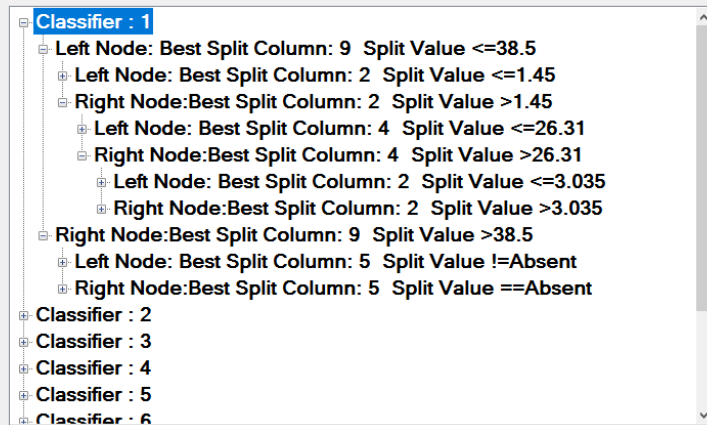 Classifier : 1
Left Node: Best Split Column: 9 Split Value <=38.5
Left Node: Best Split Column: 2 Split Value <=1.45
Right Node:Best Split Column: 2 Split Value >1.45
Left Node: Best Split Column: 4 Split Value <=26.31
Right Node:Best Split Column: 4 Split Value >26.31
Left Node: Best Split Column: 2 Split Value <=3.035
Right Node:Best Split Column: 2 Split Value >3.035
Right Node:Best Split Column: 9 Split Value >38.5
Left Node: Best Split Column: 5 Split Value !=Absent
Right Node:Best Split Column: 5 Split Value ==Absent
Classifier : 2
Classifier : 3
Classifier : 4
Classifier : 5
Classifier : 6